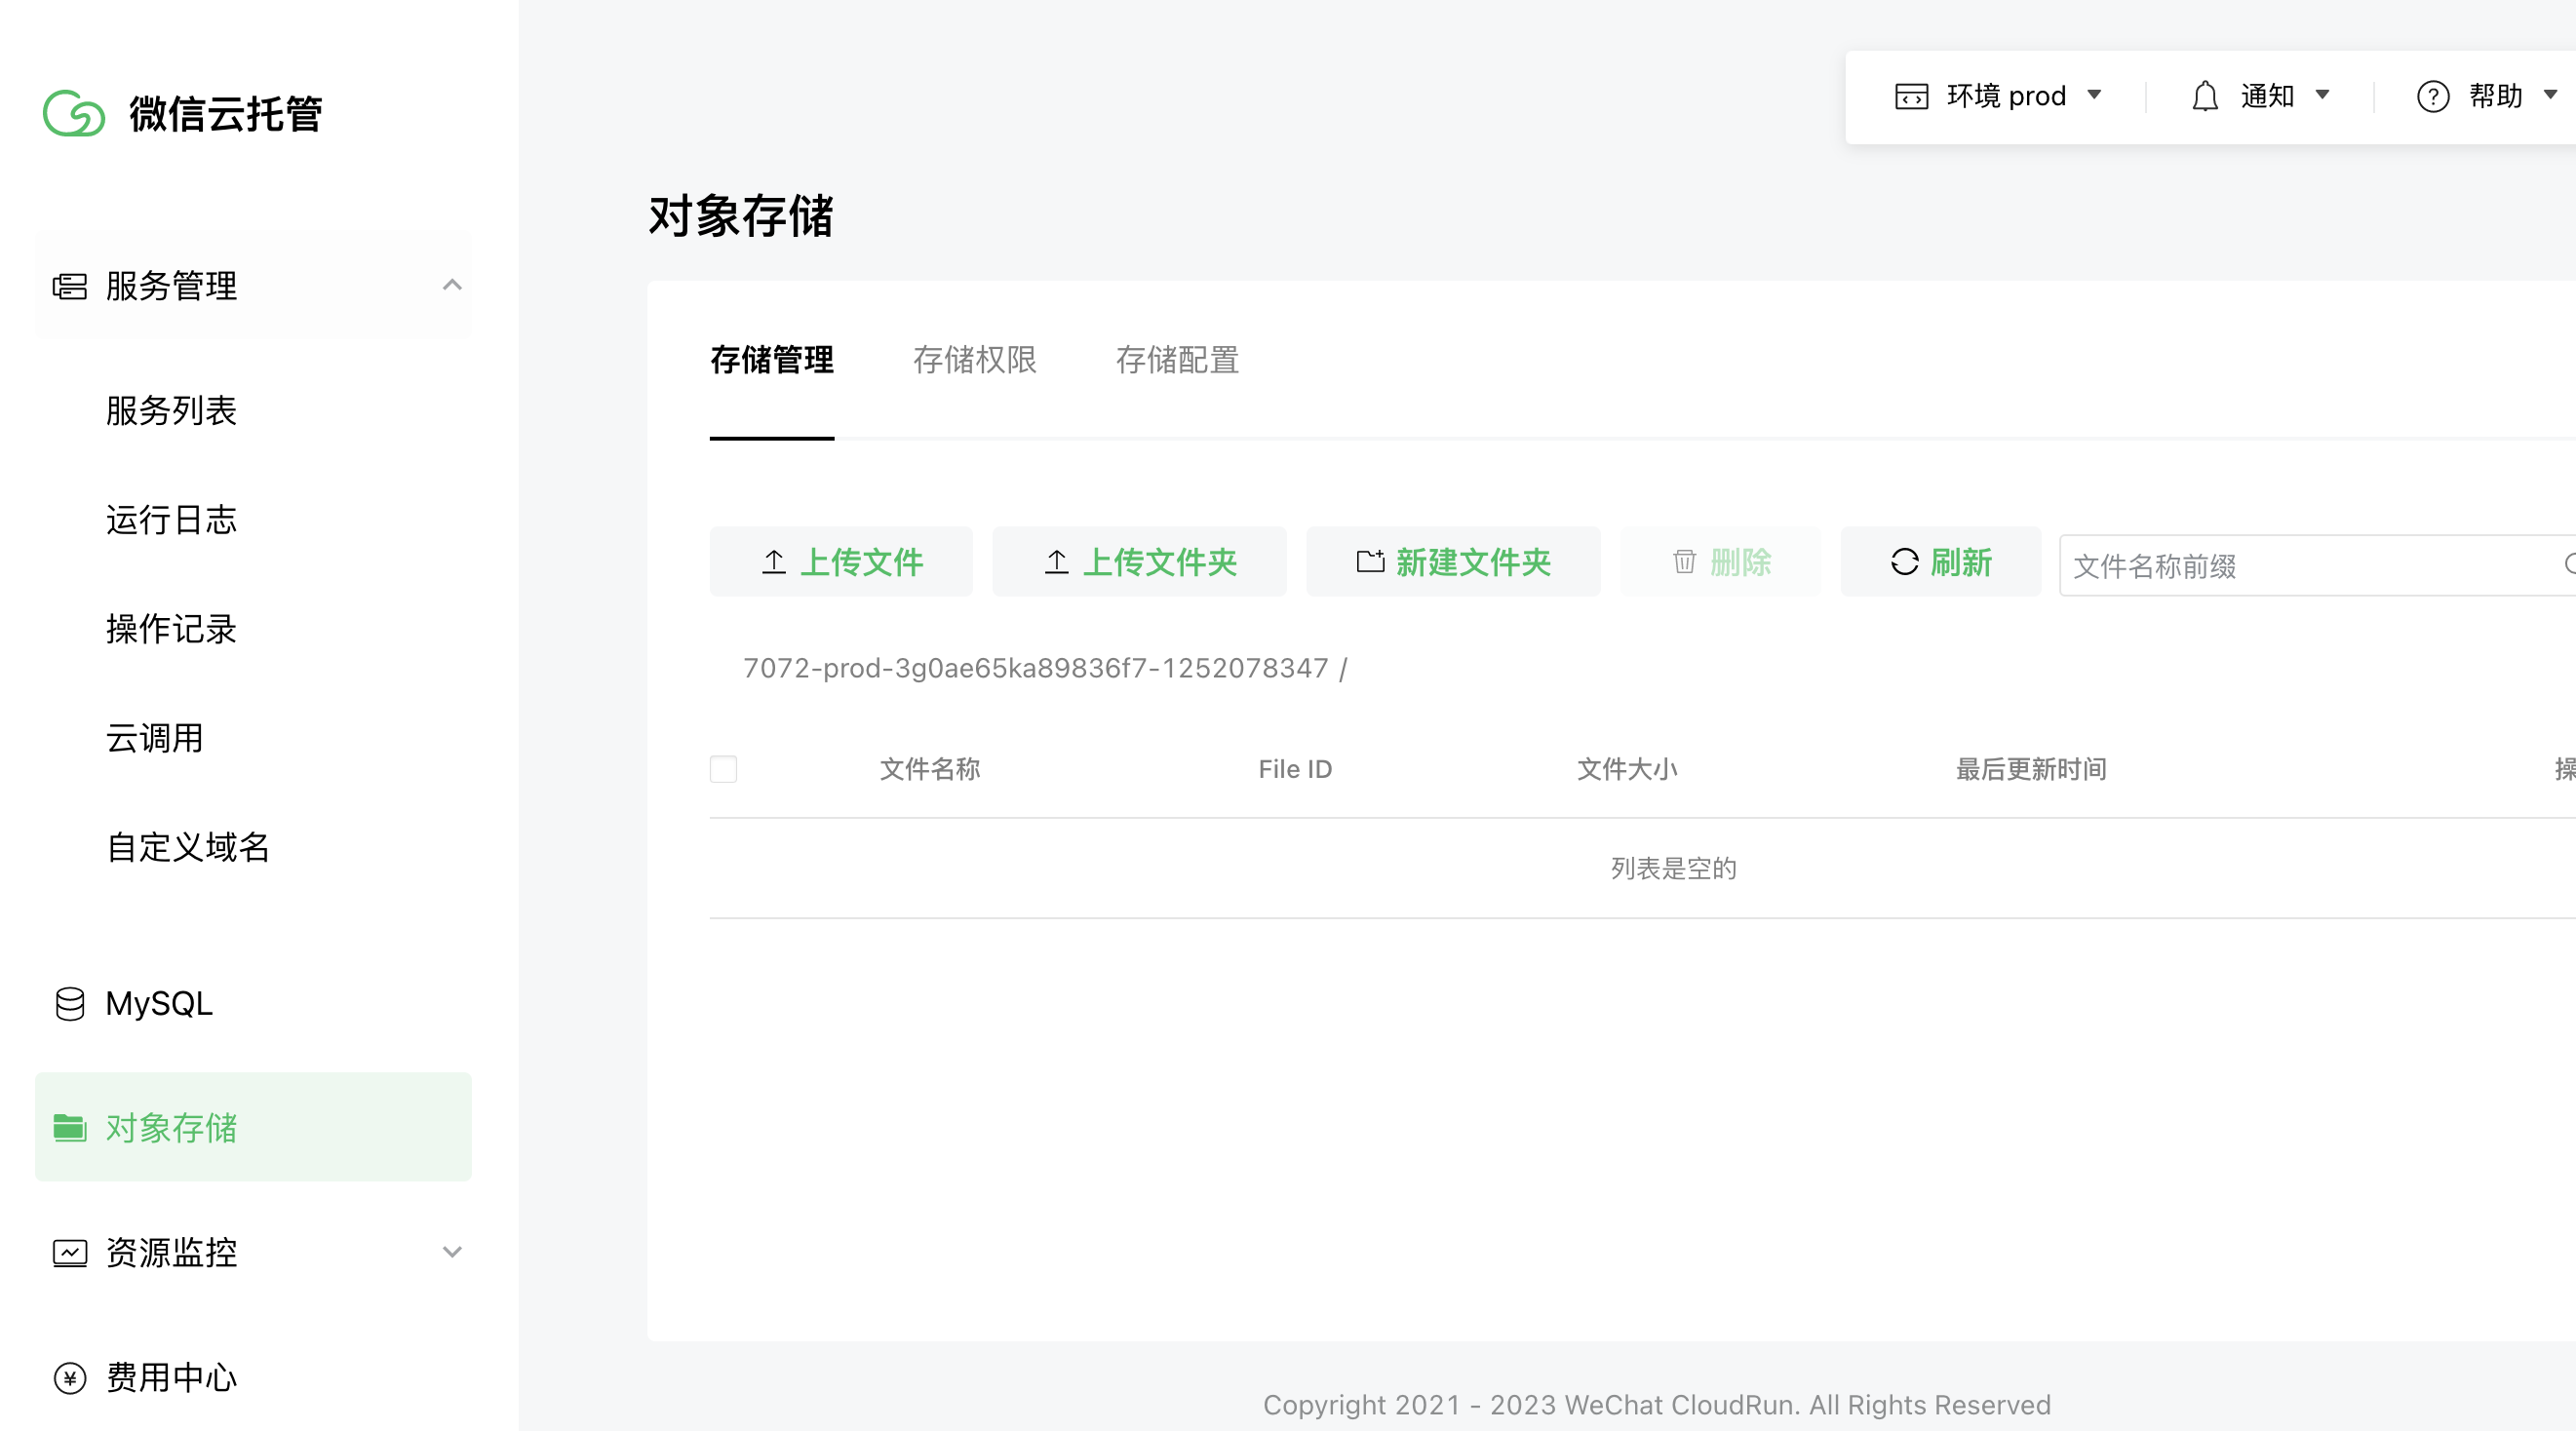 微信云托管
环境 prod
通知
帮助
对象存储
服务管理
服务列表
运行日志
操作记录
云调用
自定义域名
MySQL
对象存储
资源监控
费用中心
存储管理 存储权限 存储配置
上传文件 上传文件夹 新建文件夹 删除 刷新 文件名称前缀
7072-prod-3g0ae65ka89836f7-1252078347 /
文件名称 File ID 文件大小 最后更新时间
列表是空的
Copyright 2021 - 2023 WeChat CloudRun. All Rights Reserved